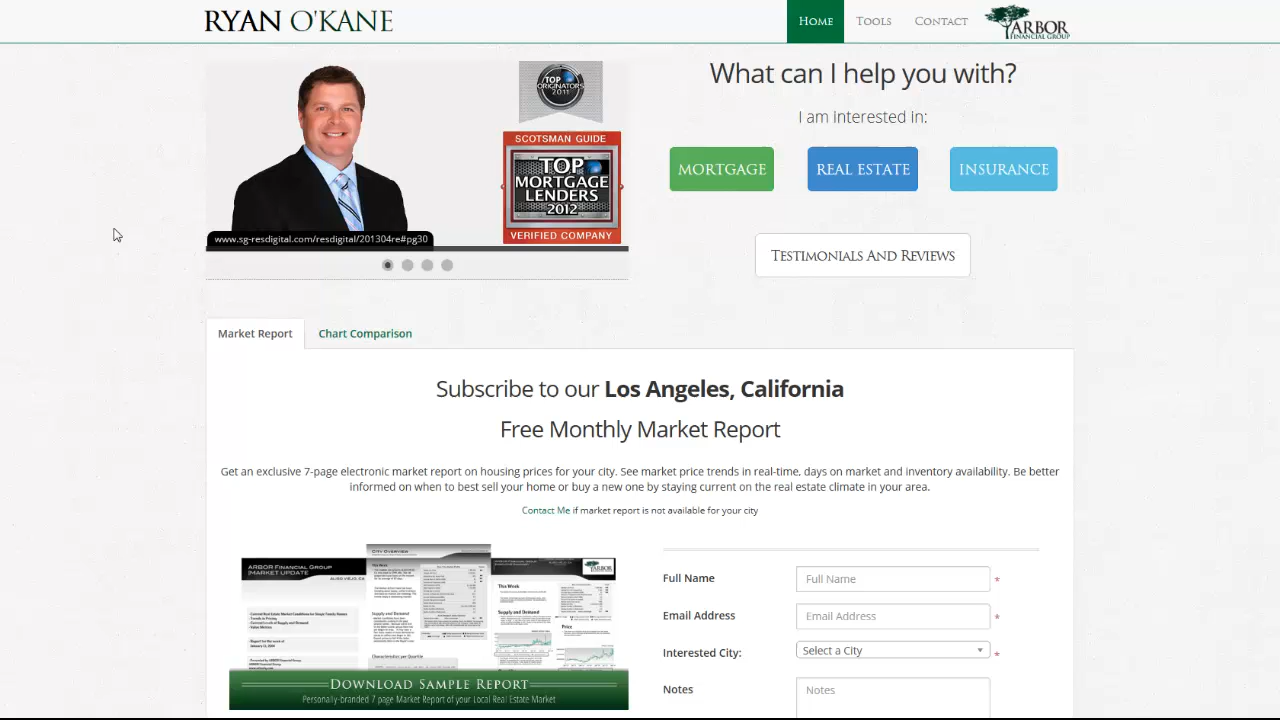 RYAN O'KANE
HOME
TOOLS
CONTACT
ARBOR
FINANCIAL GROUP
TOP
ORIGINATORS
2011
SCOTSMAN GUIDE
TOP
MORTGAGE
LENDERS
2012
VERIFIED COMPANY
www.sg-resdigital.com/resdigital/201304re#pg30
What can I help you with?
I am interested in:
MORTGAGE
REAL ESTATE
INSURANCE
TESTIMONIALS AND REVIEWS
Market Report
Chart Comparison
Subscribe to our Los Angeles, California
Free Monthly Market Report
Get an exclusive 7-page electronic market report on housing prices for your city. See market price trends in real-time, days on market and inventory availability. Be better
informed on when to best sell your home or buy a new one by staying current on the real estate climate in your area.
Contact Me if market report is not available for your city
ARBOR FINANCIAL GROUP
MARKET UPDATE
CITY OVERVIEW
This Week
Supply and Demand
Characteristics per Quartile
ARBOR
This Week
Supply and Demand
Price
DOWNLOAD SAMPLE REPORT
Personally-branded 7 page Market Report of your Local Real Estate Market
Full Name
Full Name
*
Email Address
Email Address
*
Interested City:
Select a City
*
Notes
Notes